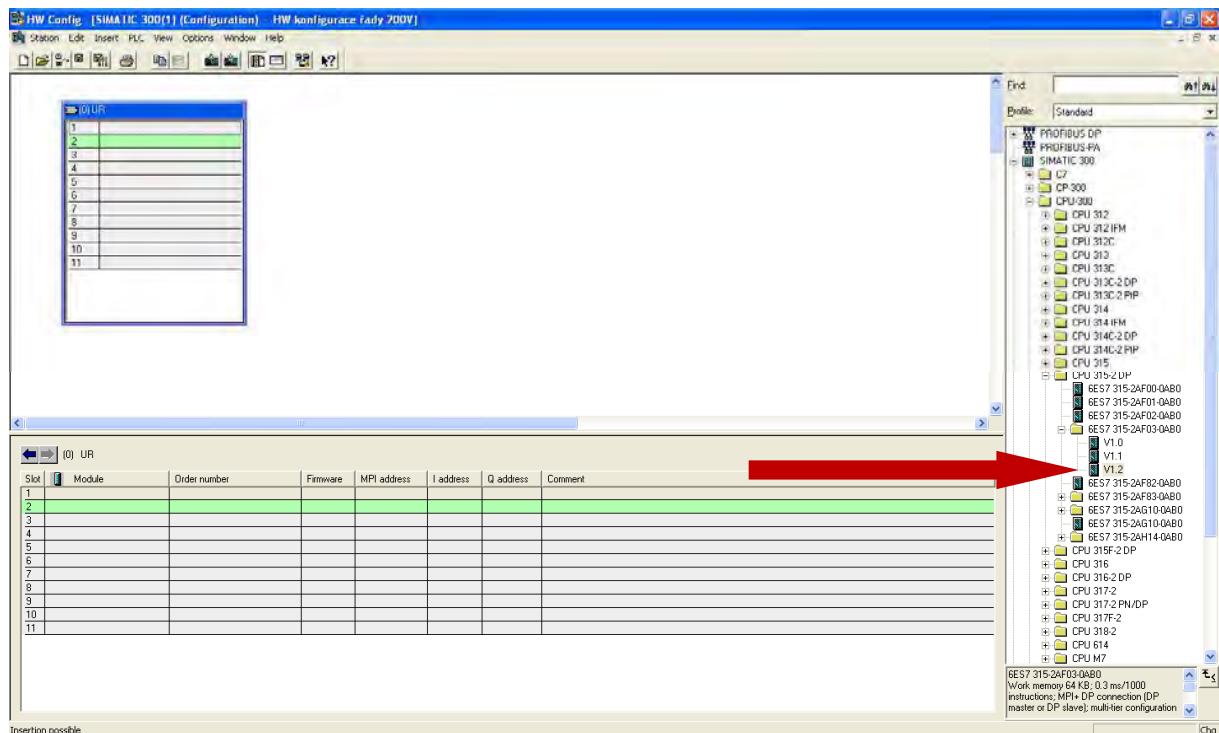 HW Config - [SIMATIC 300(1) (Configuration) -- HW konfigurace řady 200V]
Station Edit Insert PLC View Options Window Help
(0) UR
1
2
3
4
5
6
7
8
9
10
11
Find:
Profile: Standard
PROFIBUS DP
PROFIBUS-PA
SIMATIC 300
C7
CP-300
CPU-300
CPU 312
CPU 312 IFM
CPU 312C
CPU 313
CPU 313C
CPU 313C-2 DP
CPU 313C-2 PtP
CPU 314
CPU 314 IFM
CPU 314C-2 DP
CPU 314C-2 PtP
CPU 315
CPU 315-2 DP
6ES7 315-2AF00-0AB0
6ES7 315-2AF01-0AB0
6ES7 315-2AF02-0AB0
6ES7 315-2AF03-0AB0
V1.0
V1.1
V1.2
6ES7 315-2AF82-0AB0
6ES7 315-2AF83-0AB0
6ES7 315-2AG10-0AB0
6ES7 315-2AG10-0AB0
6ES7 315-2AH14-0AB0
CPU 315F-2 DP
CPU 316
CPU 316-2 DP
CPU 317-2
CPU 317-2 PN/DP
CPU 317F-2
CPU 318-2
CPU 614
CPU M7
6ES7 315-2AF03-0AB0
Work memory 64 KB; 0.3 ms/1000
instructions; MPI+ DP connection (DP
master or DP slave); multi-tier configuration
(0) UR
Slot Module Order number Firmware MPI address I address Q address Comment
1
2
3
4
5
6
7
8
9
10
11
Insertion possible
Chg